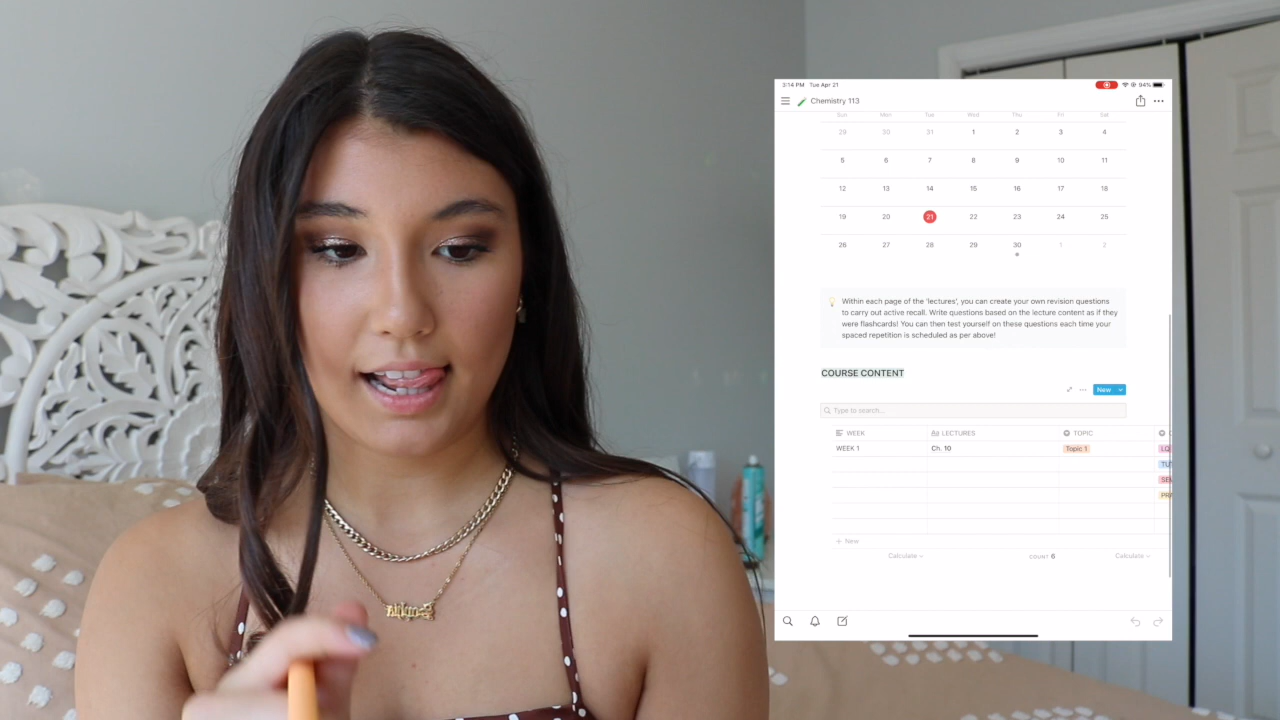 3:14 PM Tue Apr 21
94%
Chemistry 113
Sun Mon Tue Wed Thu Fri Sat
29 30 31 1 2 3 4
5 6 7 8 9 10 11
12 13 14 15 16 17 18
19 20 21 22 23 24 25
26 27 28 29 30 1 2
Within each page of the 'lectures', you can create your own revision questions
to carry out active recall. Write questions based on the lecture content as if they
were flashcards! You can then test yourself on these questions each time your
spaced repetition is scheduled as per above!
COURSE CONTENT
New
Type to search...
WEEK Aa LECTURES TOPIC
WEEK 1 Ch. 10 Topic 1 LQ
TU
SEM
PRA
+ New
Calculate COUNT 6 Calculate